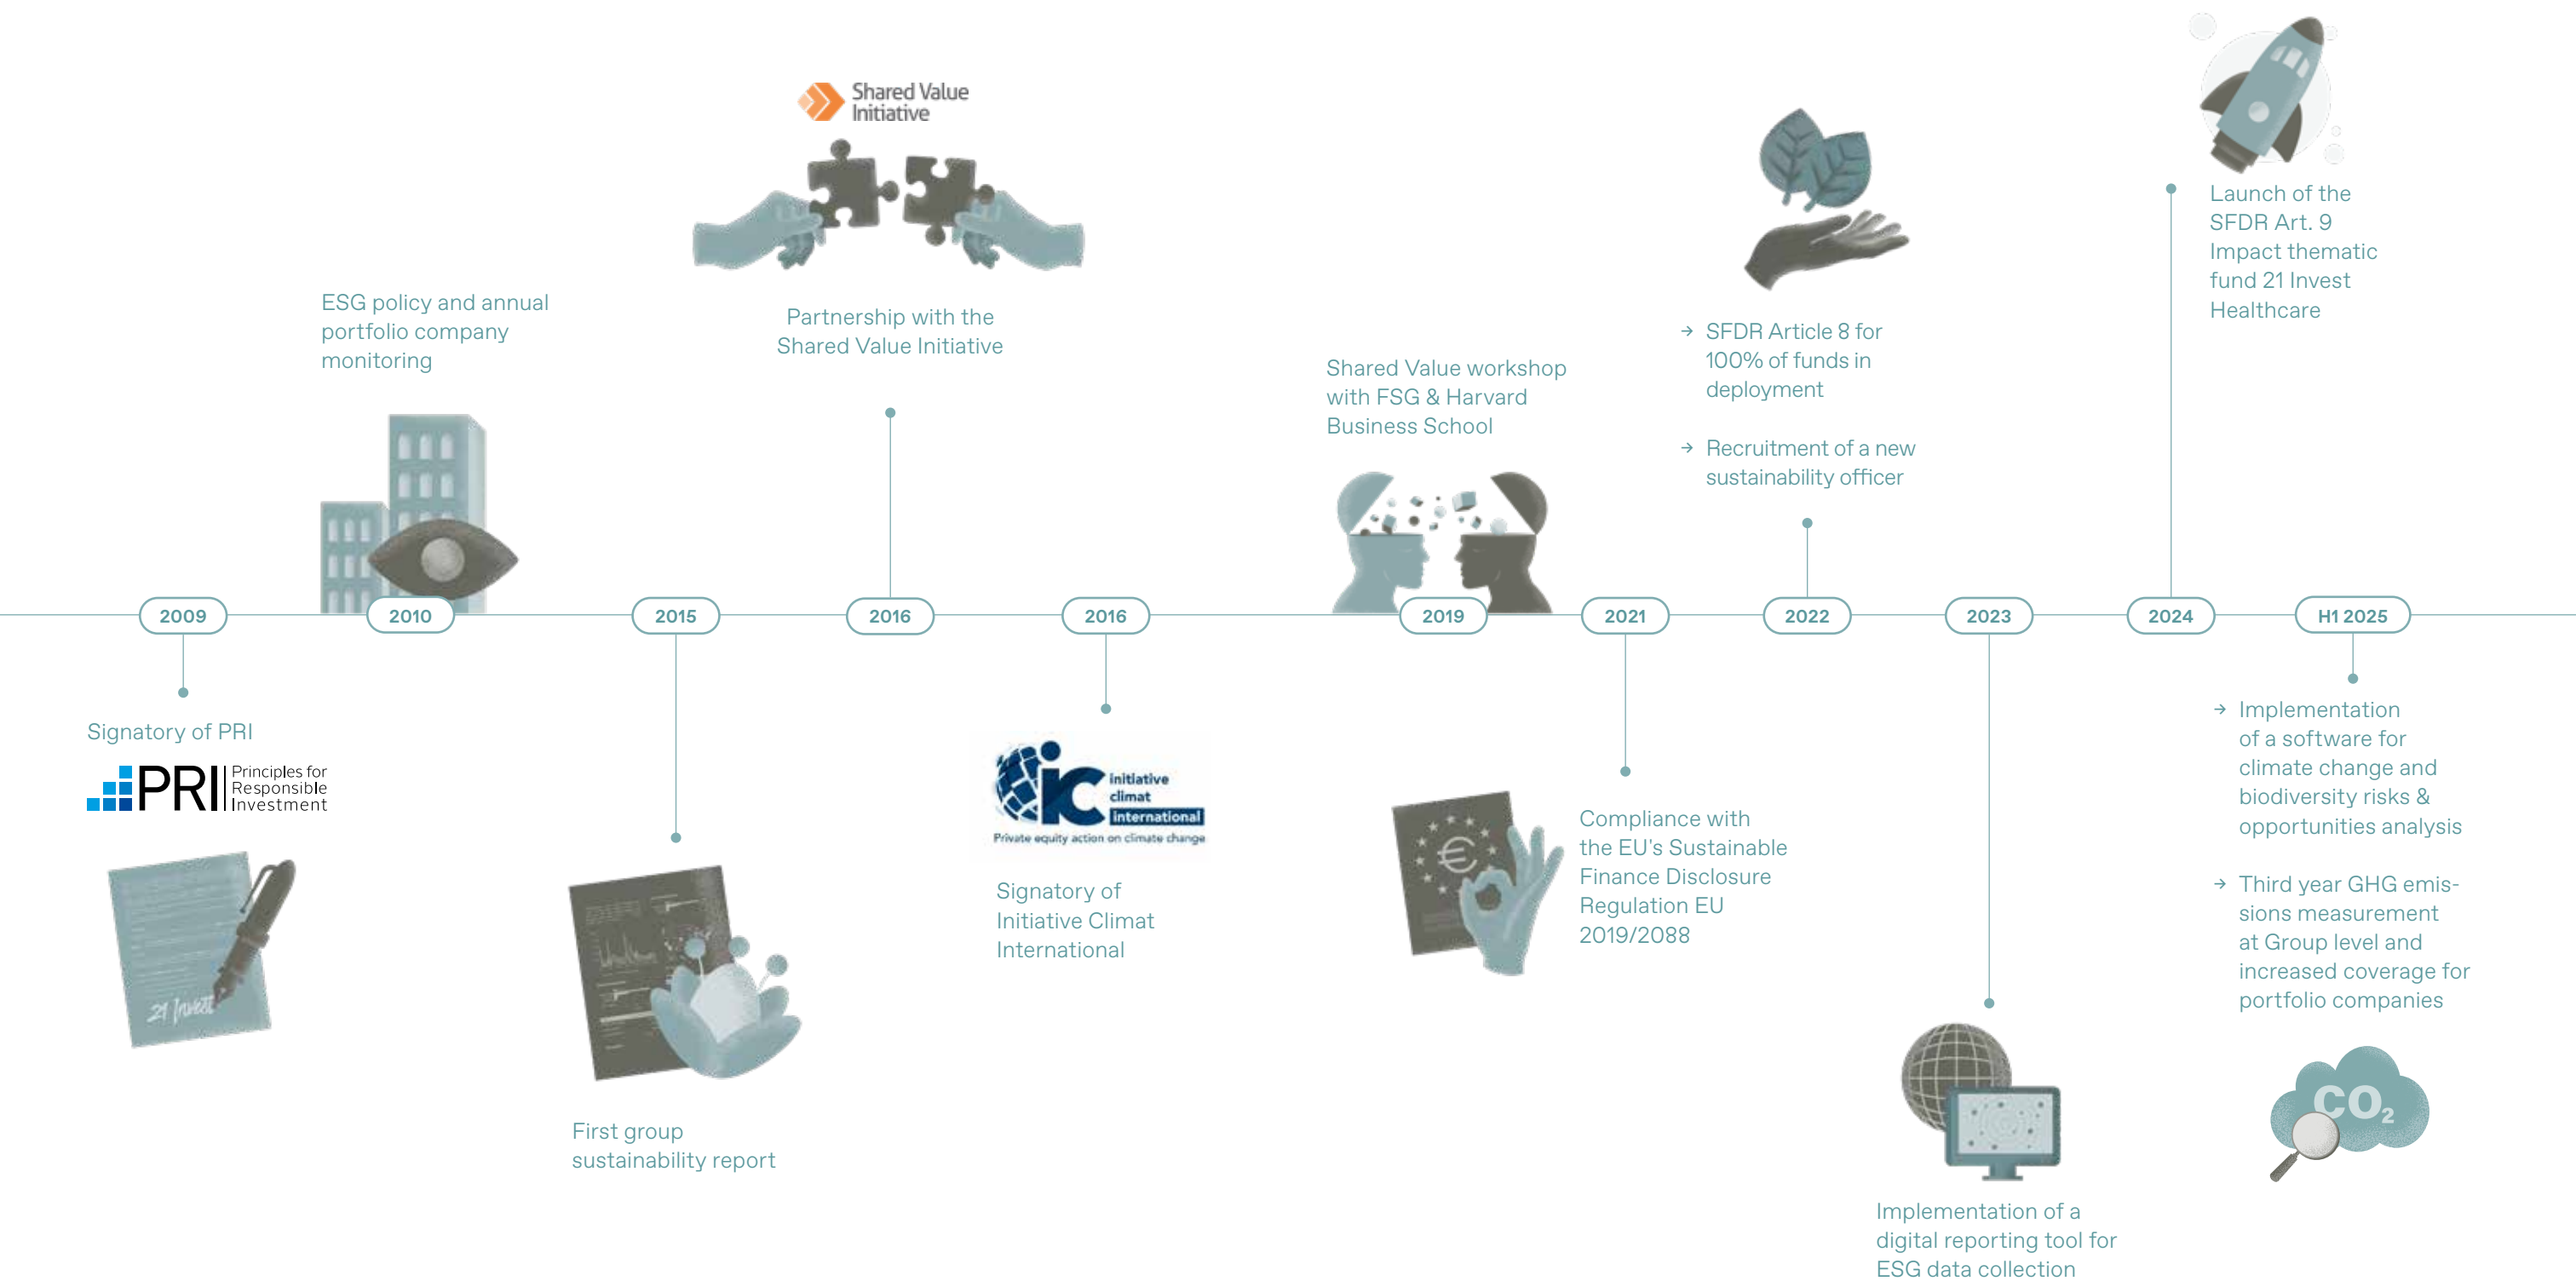 Shared Value
Initiative
ESG policy and annual
portfolio company
monitoring
Partnership with the
Shared Value Initiative
Shared Value workshop
with FSG & Harvard
Business School
→ SFDR Article 8 for
100% of funds in
deployment
→ Recruitment of a new
sustainability officer
Launch of the
SFDR Art. 9
Impact thematic
fund 21 Invest
Healthcare
2009
2010
2015
2016
2016
2019
2021
2022
2023
2024
H1 2025
Signatory of PRI
PRI
Principles for
Responsible
Investment
21 Invest
First group
sustainability report
iC
initiative
climat
international
Private equity action on climate change
Signatory of
Initiative Climat
International
€
Compliance with
the EU's Sustainable
Finance Disclosure
Regulation EU
2019/2088
Implementation of a
digital reporting tool for
ESG data collection
→ Implementation
of a software for
climate change and
biodiversity risks &
opportunities analysis
→ Third year GHG emis-
sions measurement
at Group level and
increased coverage for
portfolio companies
CO2